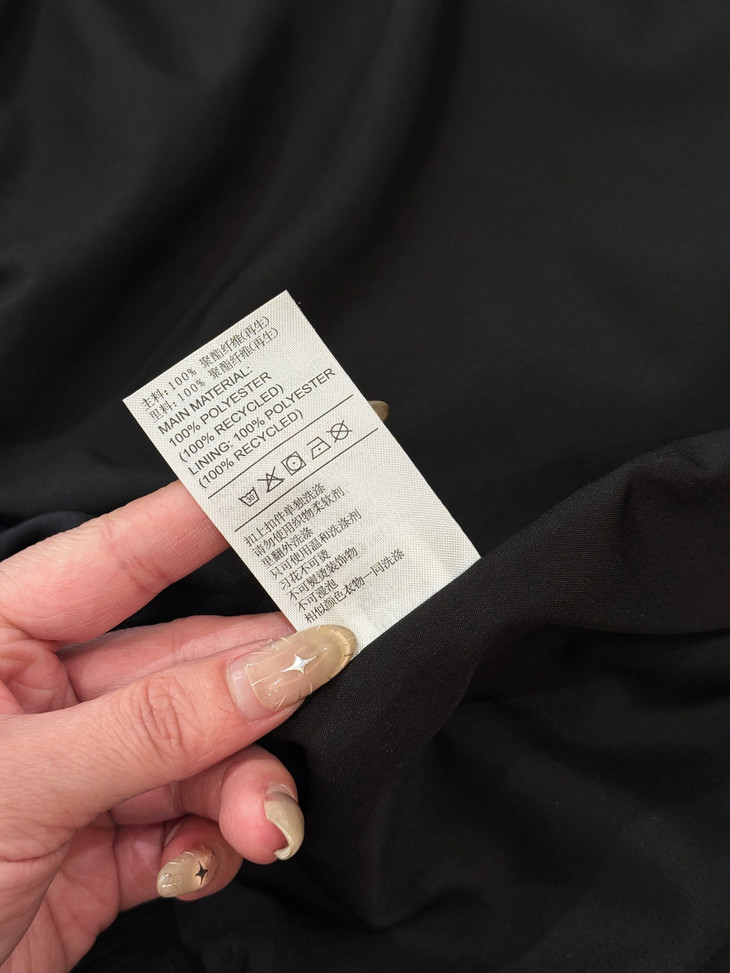 主料:100% 聚酯纤维(再生)
里料:100% 聚酯纤维(再生)
MAIN MATERIAL:
100% POLYESTER
(100% RECYCLED)
LINING: 100% POLYESTER
(100% RECYCLED)
30
扣上扣件单独洗涤
请勿使用织物柔软剂
里翻外洗涤
只可使用温和洗涤剂
习花不可烫
不可熨烫装饰物
不可浸泡
相似颜色衣物一同洗涤